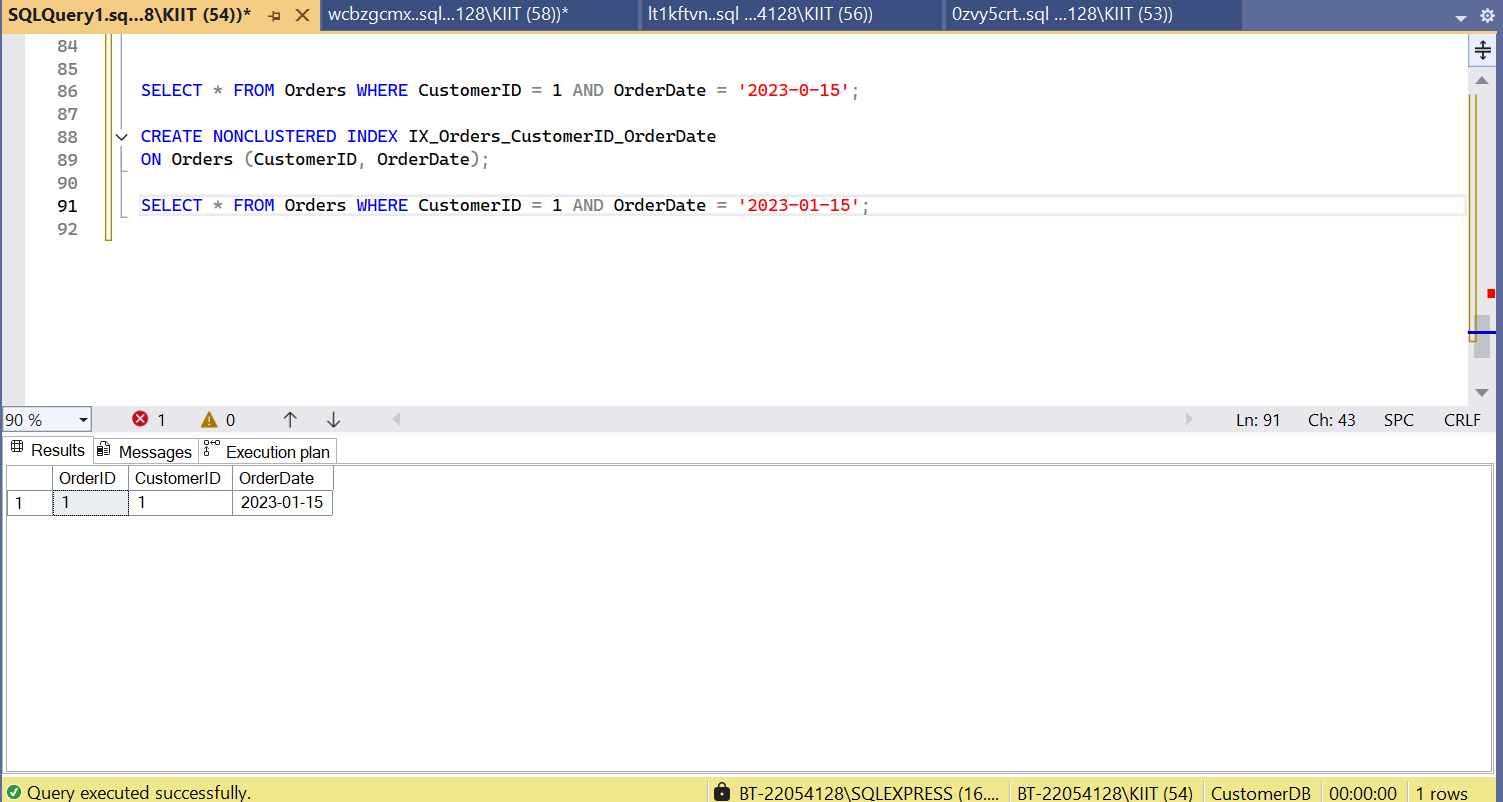 SQLQuery1.sq...8\KIIT (54))* wcbzgcmx..sql...128\KIIT (58))* lt1kftvn..sql ...4128\KIIT (56)) 0zvy5crt..sql ...128\KIIT (53))
84
85
86 SELECT * FROM Orders WHERE CustomerID = 1 AND OrderDate = '2023-0-15';
87
88 CREATE NONCLUSTERED INDEX IX_Orders_CustomerID_OrderDate
89 ON Orders (CustomerID, OrderDate);
90
91 SELECT * FROM Orders WHERE CustomerID = 1 AND OrderDate = '2023-01-15';
92
90 % 1 0 Ln: 91 Ch: 43 SPC CRLF
Results Messages Execution plan
OrderID CustomerID OrderDate
1 1 1 2023-01-15
Query executed successfully. BT-22054128\SQLEXPRESS (16.... BT-22054128\KIIT (54) CustomerDB 00:00:00 1 rows